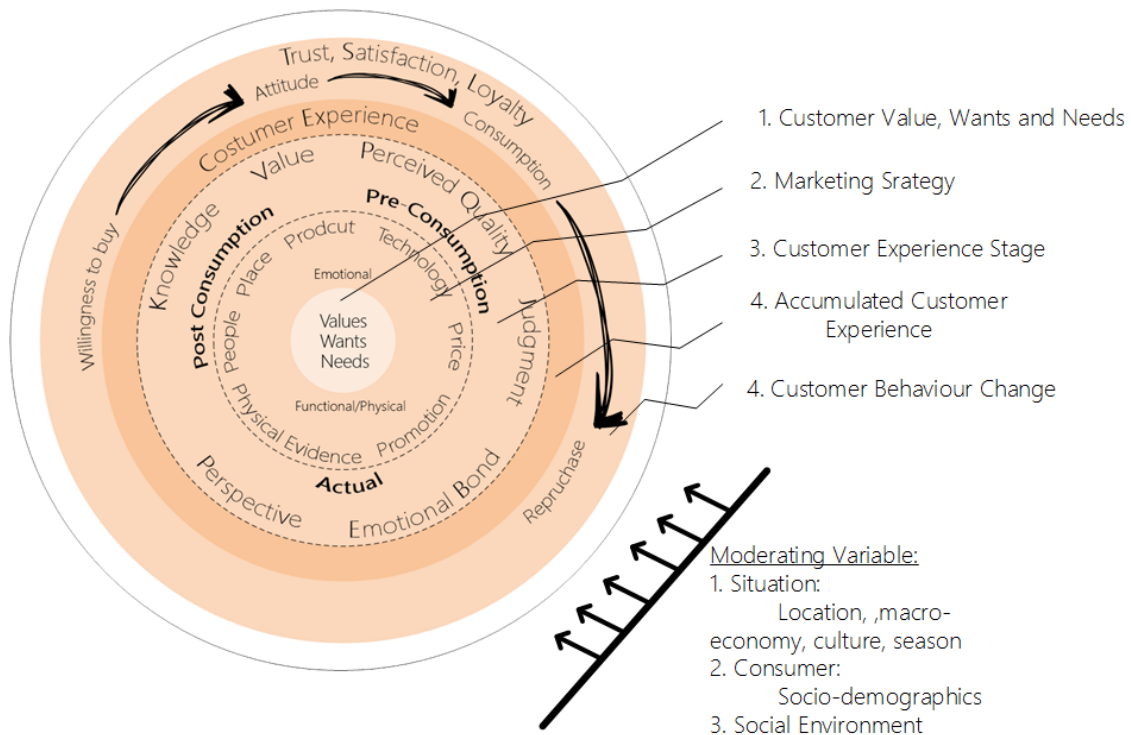 Trust, Satisfaction, Loyalty
Willingness to buy
Attitude
Consumption
Repruchase
Costumer Experience
Value
Perceived Quality
Judgment
Emotional Bond
Perspective
Knowledge
Pre-Consumption
Actual
Post Consumption
Prodcut
Technology
Price
Promotion
Physical Evidence
People
Place
Emotional
Values
Wants
Needs
Functional/Physical
1. Customer Value, Wants and Needs
2. Marketing Srategy
3. Customer Experience Stage
4. Accumulated Customer
Experience
4. Customer Behaviour Change
Moderating Variable:
1. Situation:
Location, ,macro-
economy, culture, season
2. Consumer:
Socio-demographics
3. Social Environment